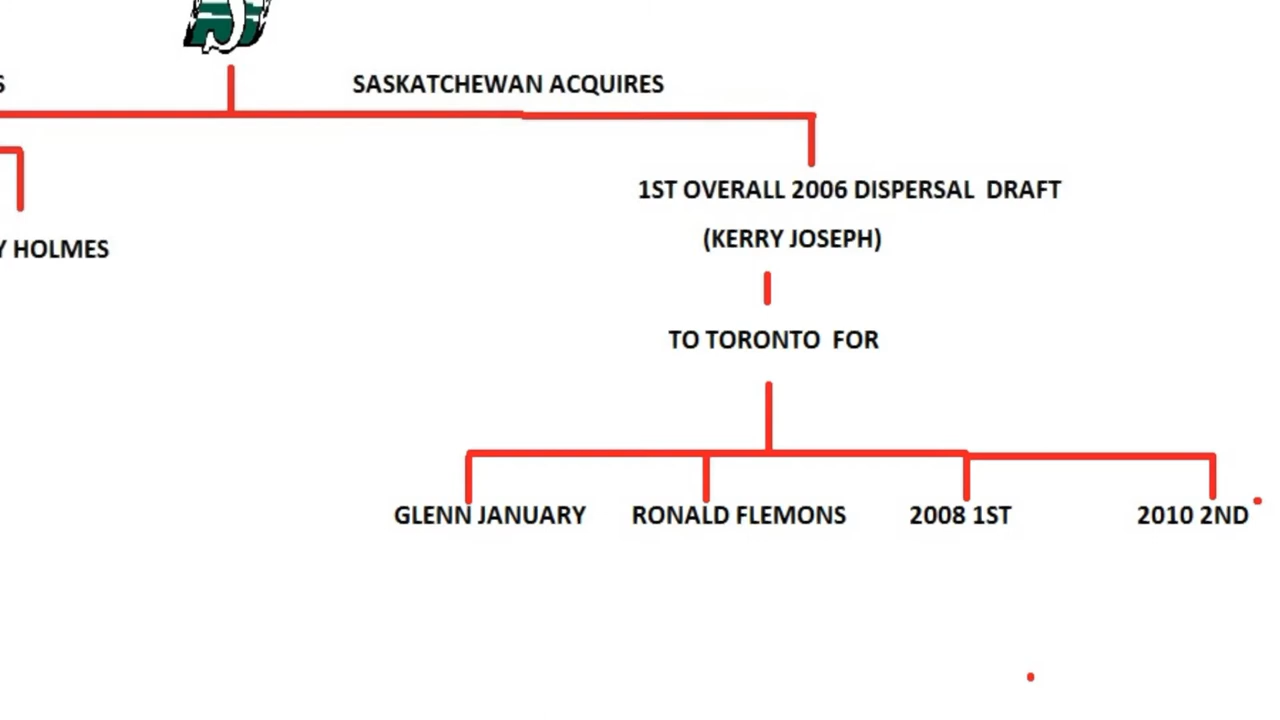 SASKATCHEWAN ACQUIRES
1ST OVERALL 2006 DISPERSAL DRAFT
(KERRY JOSEPH)
HOLMES
TO TORONTO FOR
GLENN JANUARY RONALD FLEMONS 2008 1ST 2010 2ND